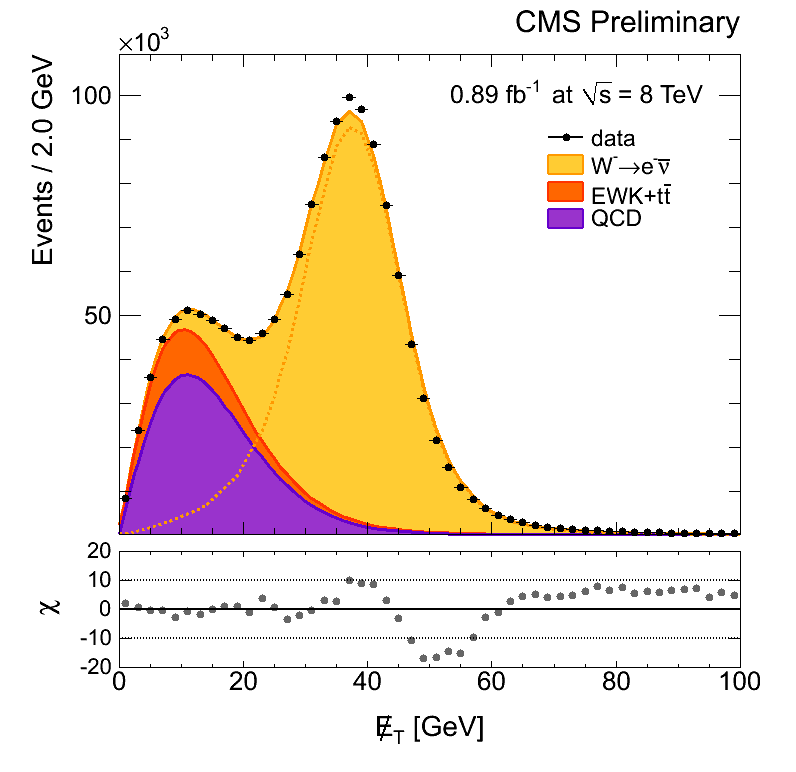 CMS Preliminary
×10³
0.89 fb⁻¹ at √s = 8 TeV
data
W⁻→e⁻ν̅
EWK+tt̅
QCD
Events / 2.0 GeV
100
50
χ
20
10
0
-10
-20
0 20 40 60 80 100
E̸_T [GeV]